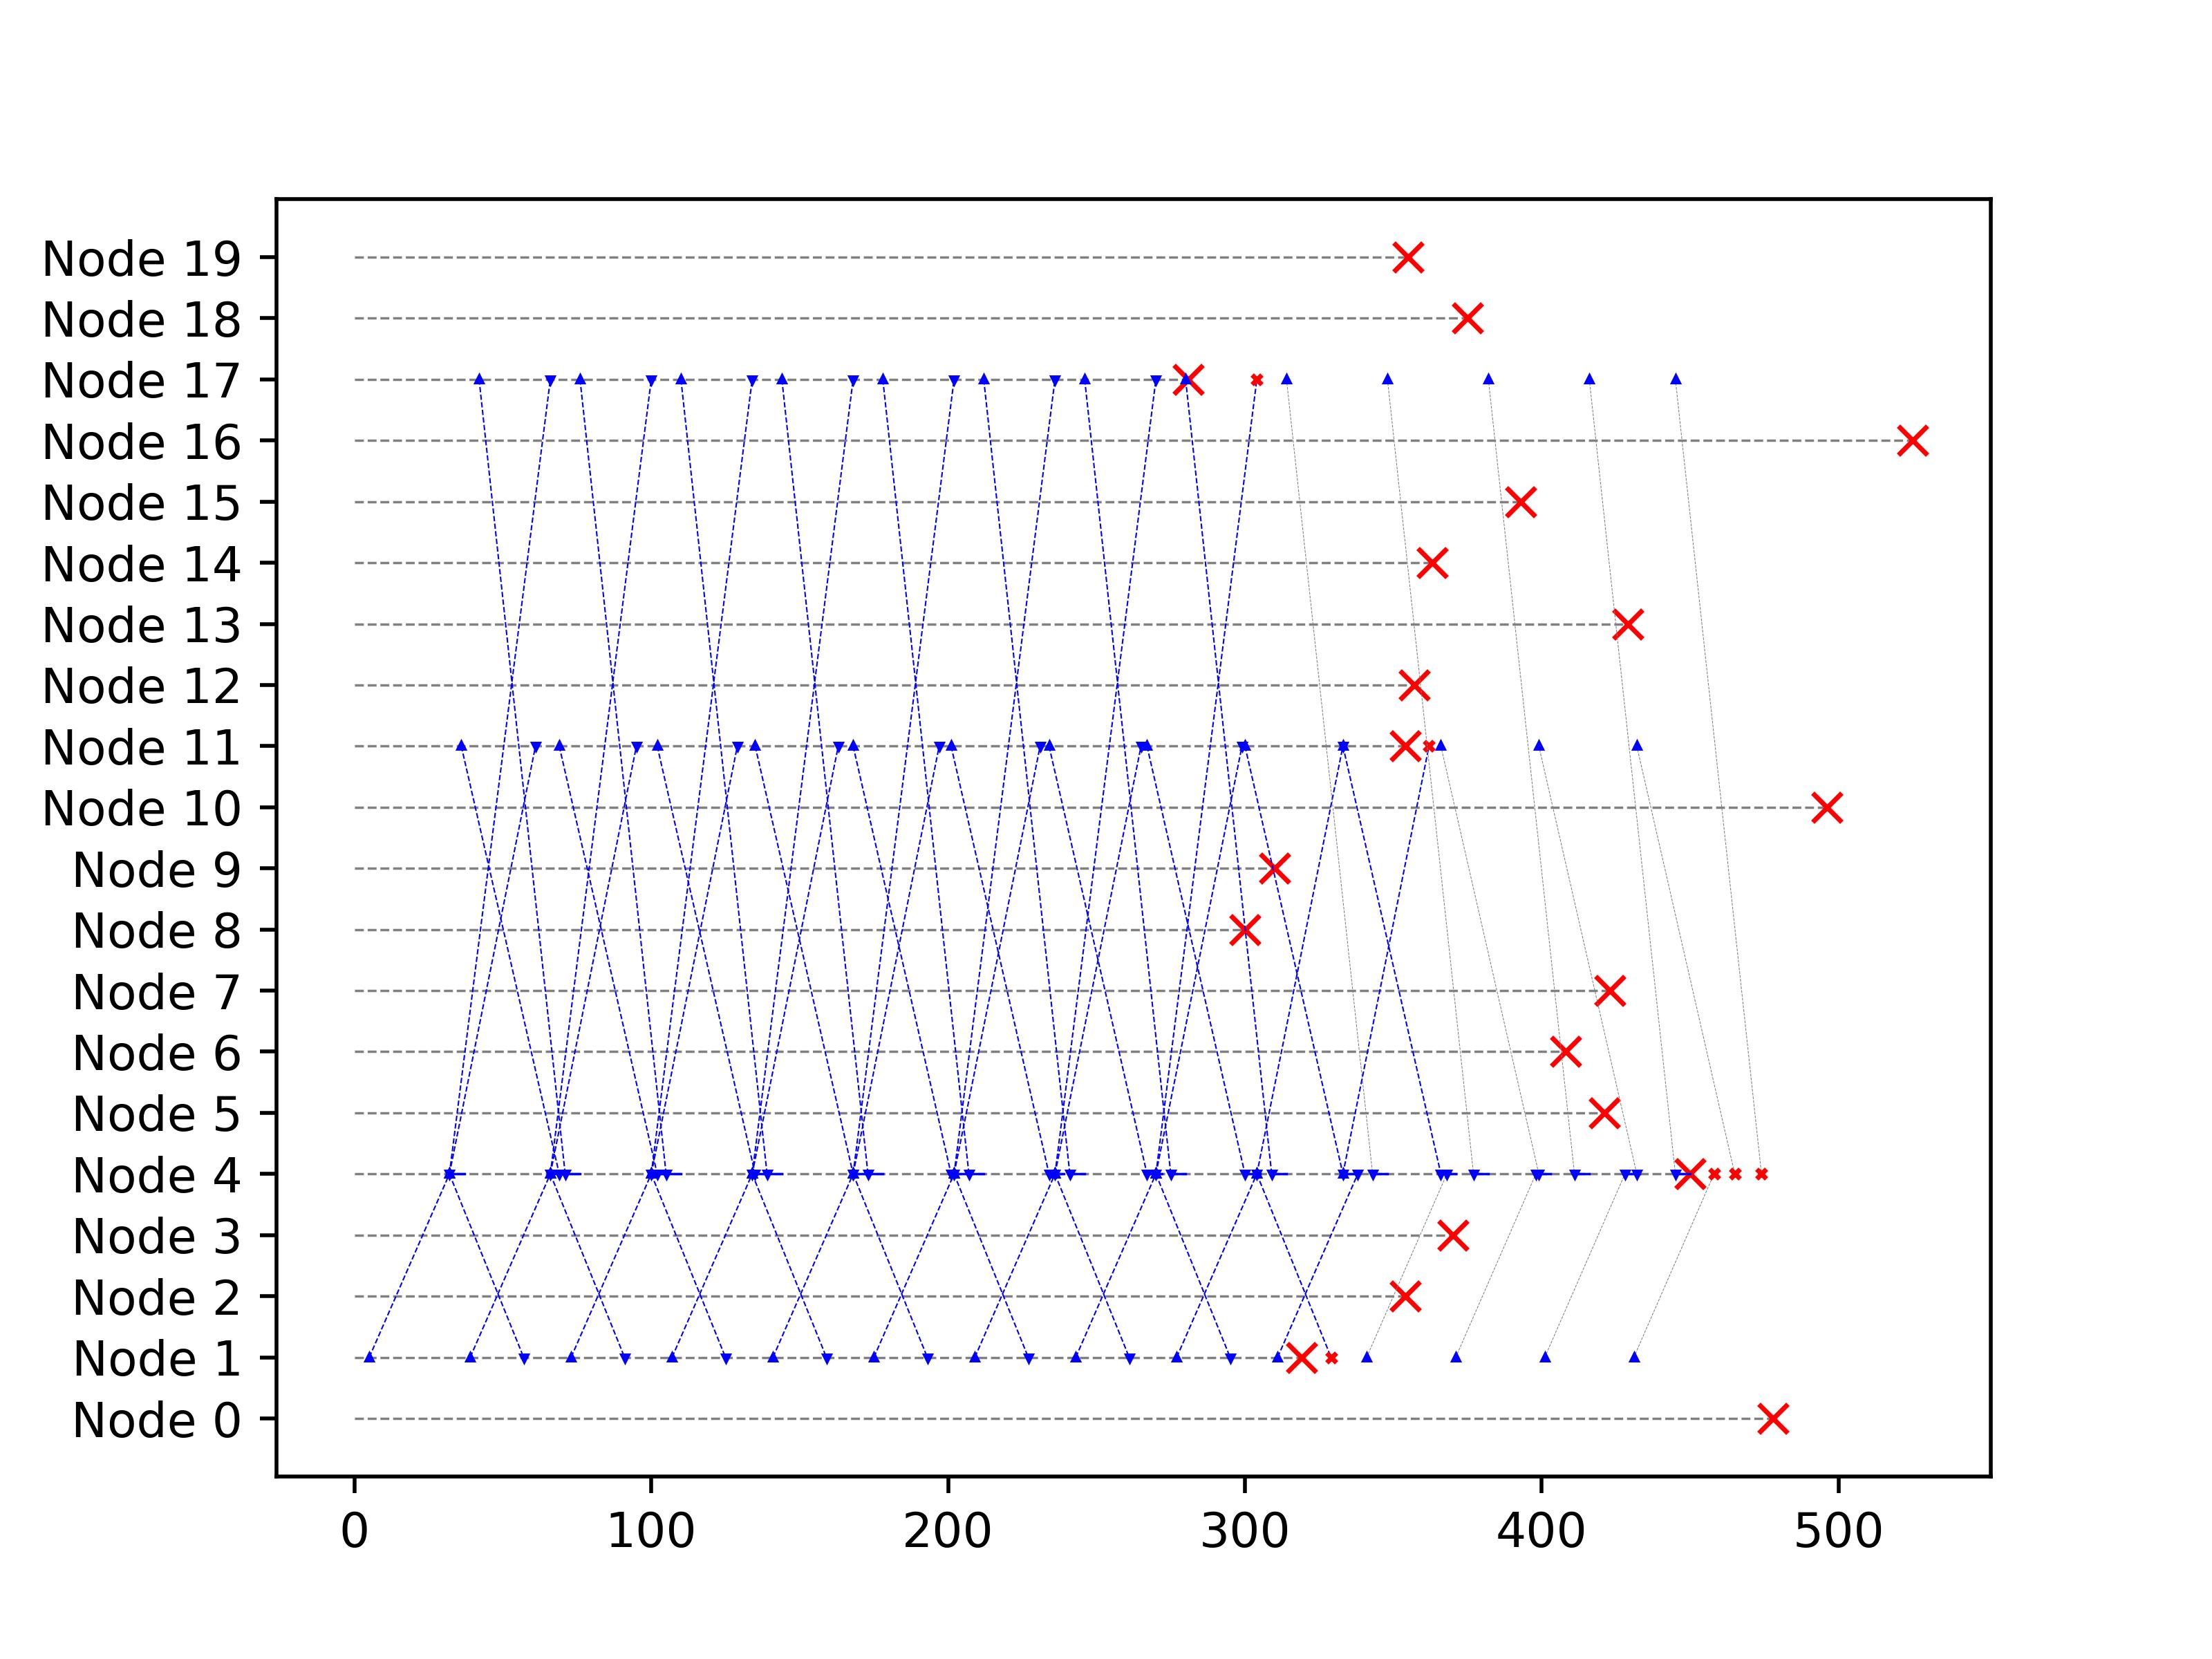 Node 19
Node 18
Node 17
Node 16
Node 15
Node 14
Node 13
Node 12
Node 11
Node 10
Node 9
Node 8
Node 7
Node 6
Node 5
Node 4
Node 3
Node 2
Node 1
Node 0
0 100 200 300 400 500